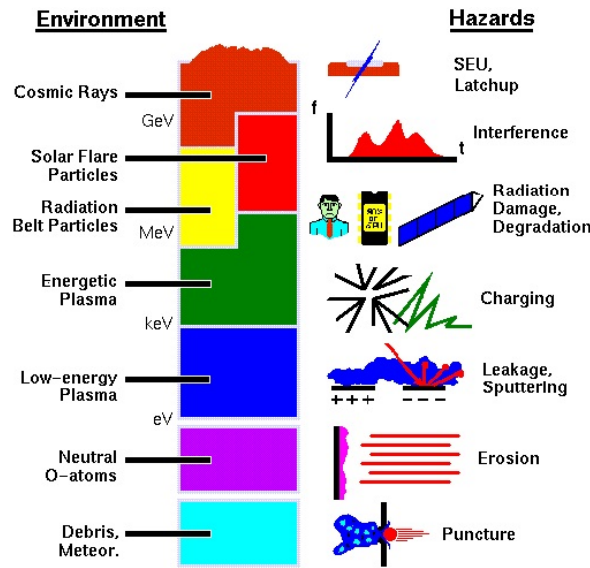 Environment
Hazards
Cosmic Rays
GeV
Solar Flare
Particles
Radiation
Belt Particles
MeV
Energetic
Plasma
keV
Low-energy
Plasma
eV
Neutral
O-atoms
Debris,
Meteor.
SEU,
Latchup
f
t
Interference
Radiation
Damage,
Degradation
Charging
Leakage,
Sputtering
+ + +
- - -
Erosion
Puncture